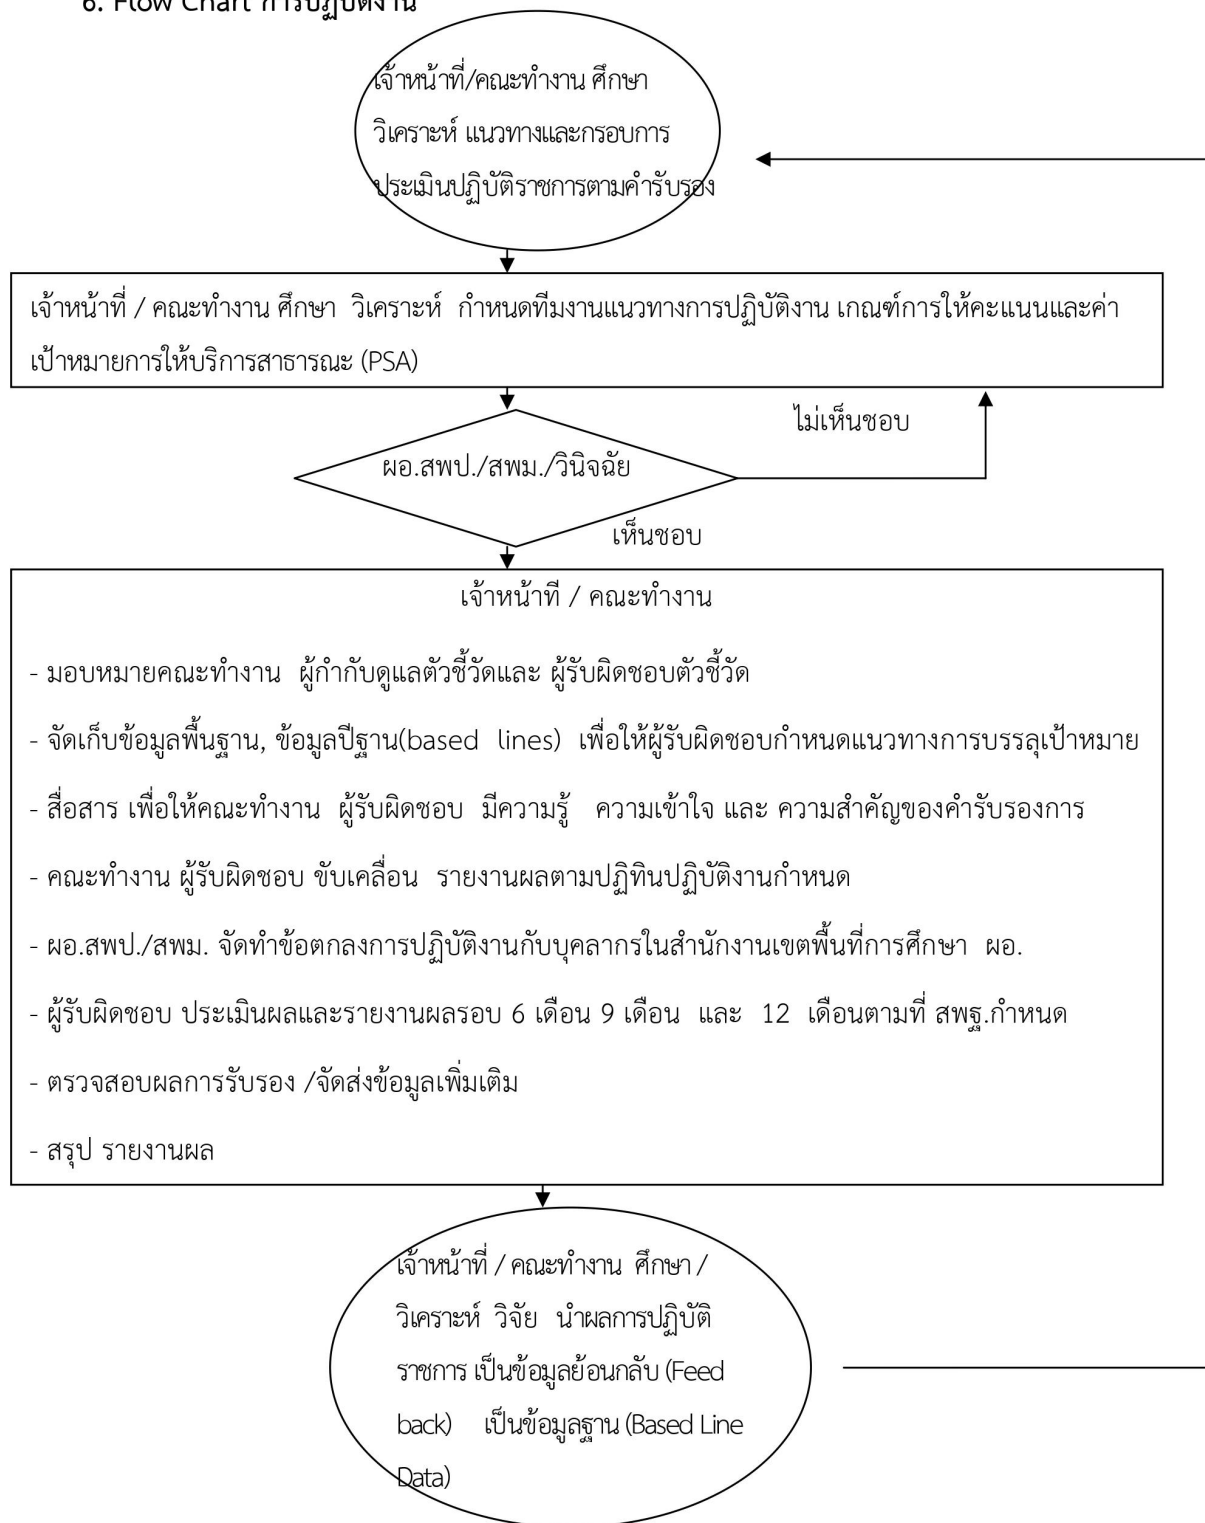 6. Flow Chart การปฏิบัติงาน
เจ้าหน้าที่/คณะทำงาน ศึกษา
วิเคราะห์ แนวทางและกรอบการ
ประเมินปฏิบัติราชการตามคำรับรอง
เจ้าหน้าที่ / คณะทำงาน ศึกษา วิเคราะห์ กำหนดทีมงานแนวทางการปฏิบัติงาน เกณฑ์การให้คะแนนและค่า
เป้าหมายการให้บริการสาธารณะ (PSA)
ไม่เห็นชอบ
ผอ.สพป./สพม./วินิจฉัย
เห็นชอบ
เจ้าหน้าที / คณะทำงาน
- มอบหมายคณะทำงาน ผู้กำกับดูแลตัวชี้วัดและ ผู้รับผิดชอบตัวชี้วัด
- จัดเก็บข้อมูลพื้นฐาน, ข้อมูลปีฐาน(based lines) เพื่อให้ผู้รับผิดชอบกำหนดแนวทางการบรรลุเป้าหมาย
- สื่อสาร เพื่อให้คณะทำงาน ผู้รับผิดชอบ มีความรู้ ความเข้าใจ และ ความสำคัญของคำรับรองการ
- คณะทำงาน ผู้รับผิดชอบ ขับเคลื่อน รายงานผลตามปฏิทินปฏิบัติงานกำหนด
- ผอ.สพป./สพม. จัดทำข้อตกลงการปฏิบัติงานกับบุคลากรในสำนักงานเขตพื้นที่การศึกษา ผอ.
- ผู้รับผิดชอบ ประเมินผลและรายงานผลรอบ 6 เดือน 9 เดือน และ 12 เดือนตามที่ สพฐ.กำหนด
- ตรวจสอบผลการรับรอง /จัดส่งข้อมูลเพิ่มเติม
- สรุป รายงานผล
เจ้าหน้าที่ / คณะทำงาน ศึกษา /
วิเคราะห์ วิจัย นำผลการปฏิบัติ
ราชการ เป็นข้อมูลย้อนกลับ (Feed
back) เป็นข้อมูลฐาน (Based Line
Data)